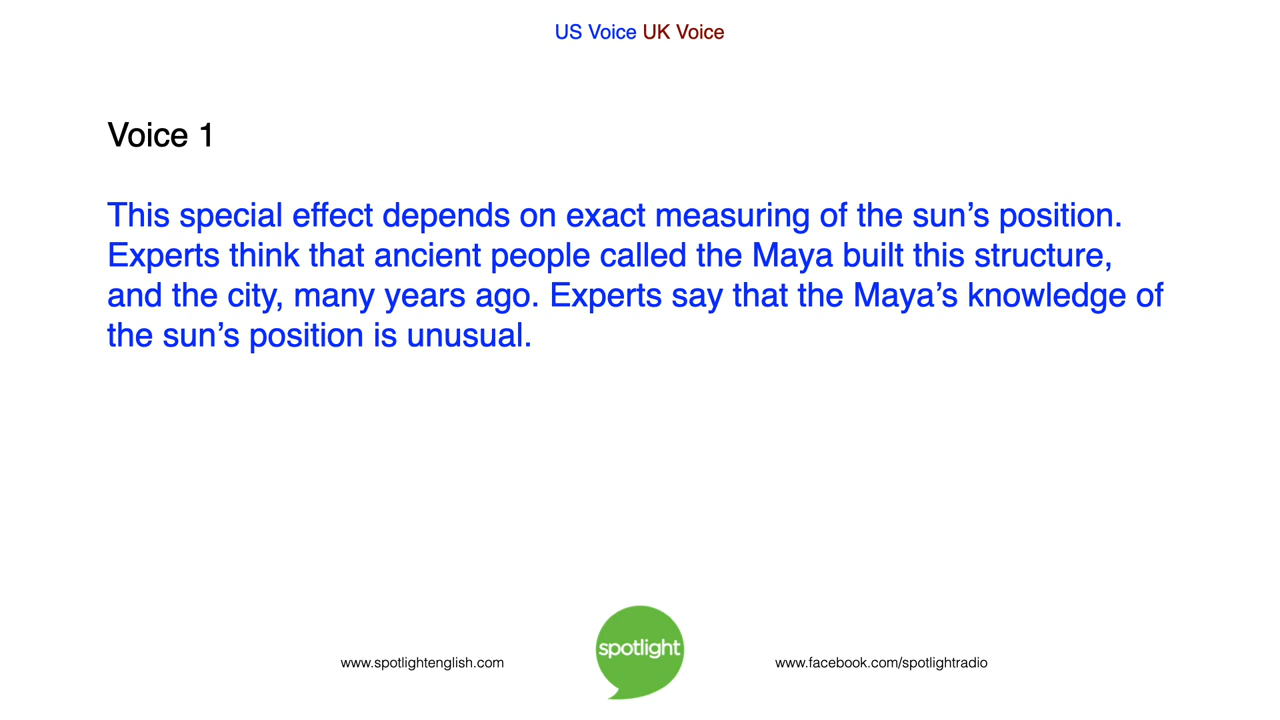 US Voice UK Voice
Voice 1
This special effect depends on exact measuring of the sun’s position.
Experts think that ancient people called the Maya built this structure,
and the city, many years ago. Experts say that the Maya’s knowledge of
the sun’s position is unusual.
www.spotlightenglish.com
spotlight
www.facebook.com/spotlightradio